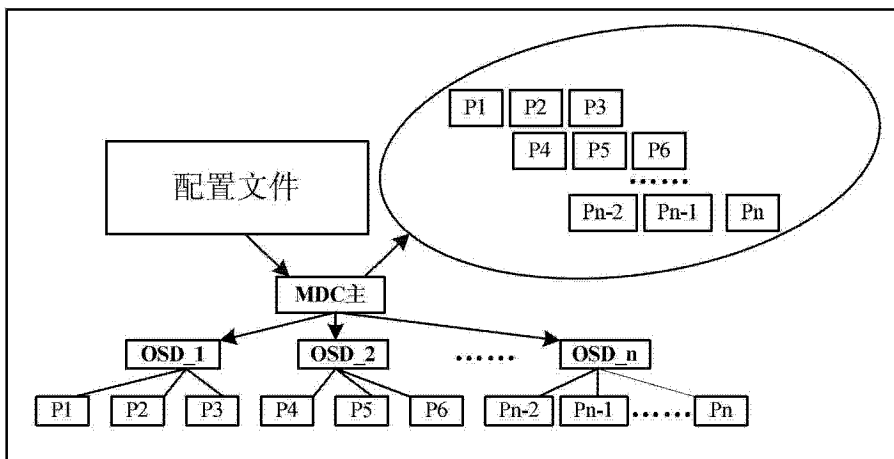 P1 P2 P3
P4 P5 P6
……
Pn-2 Pn-1 Pn
配置文件
MDC主
OSD_1 OSD_2 …… OSD_n
P1 P2 P3 P4 P5 P6 Pn-2 Pn-1 …… Pn